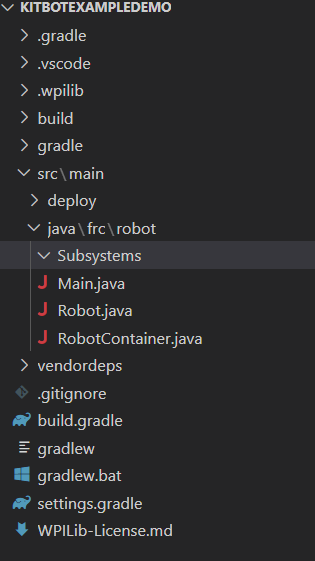 KITBOTEXAMPLEDEMO
.gradle
.vscode
.wpilib
build
gradle
src\main
deploy
java\frc\robot
Subsystems
J Main.java
J Robot.java
J RobotContainer.java
vendordeps
.gitignore
build.gradle
gradlew
gradlew.bat
settings.gradle
WPILib-License.md